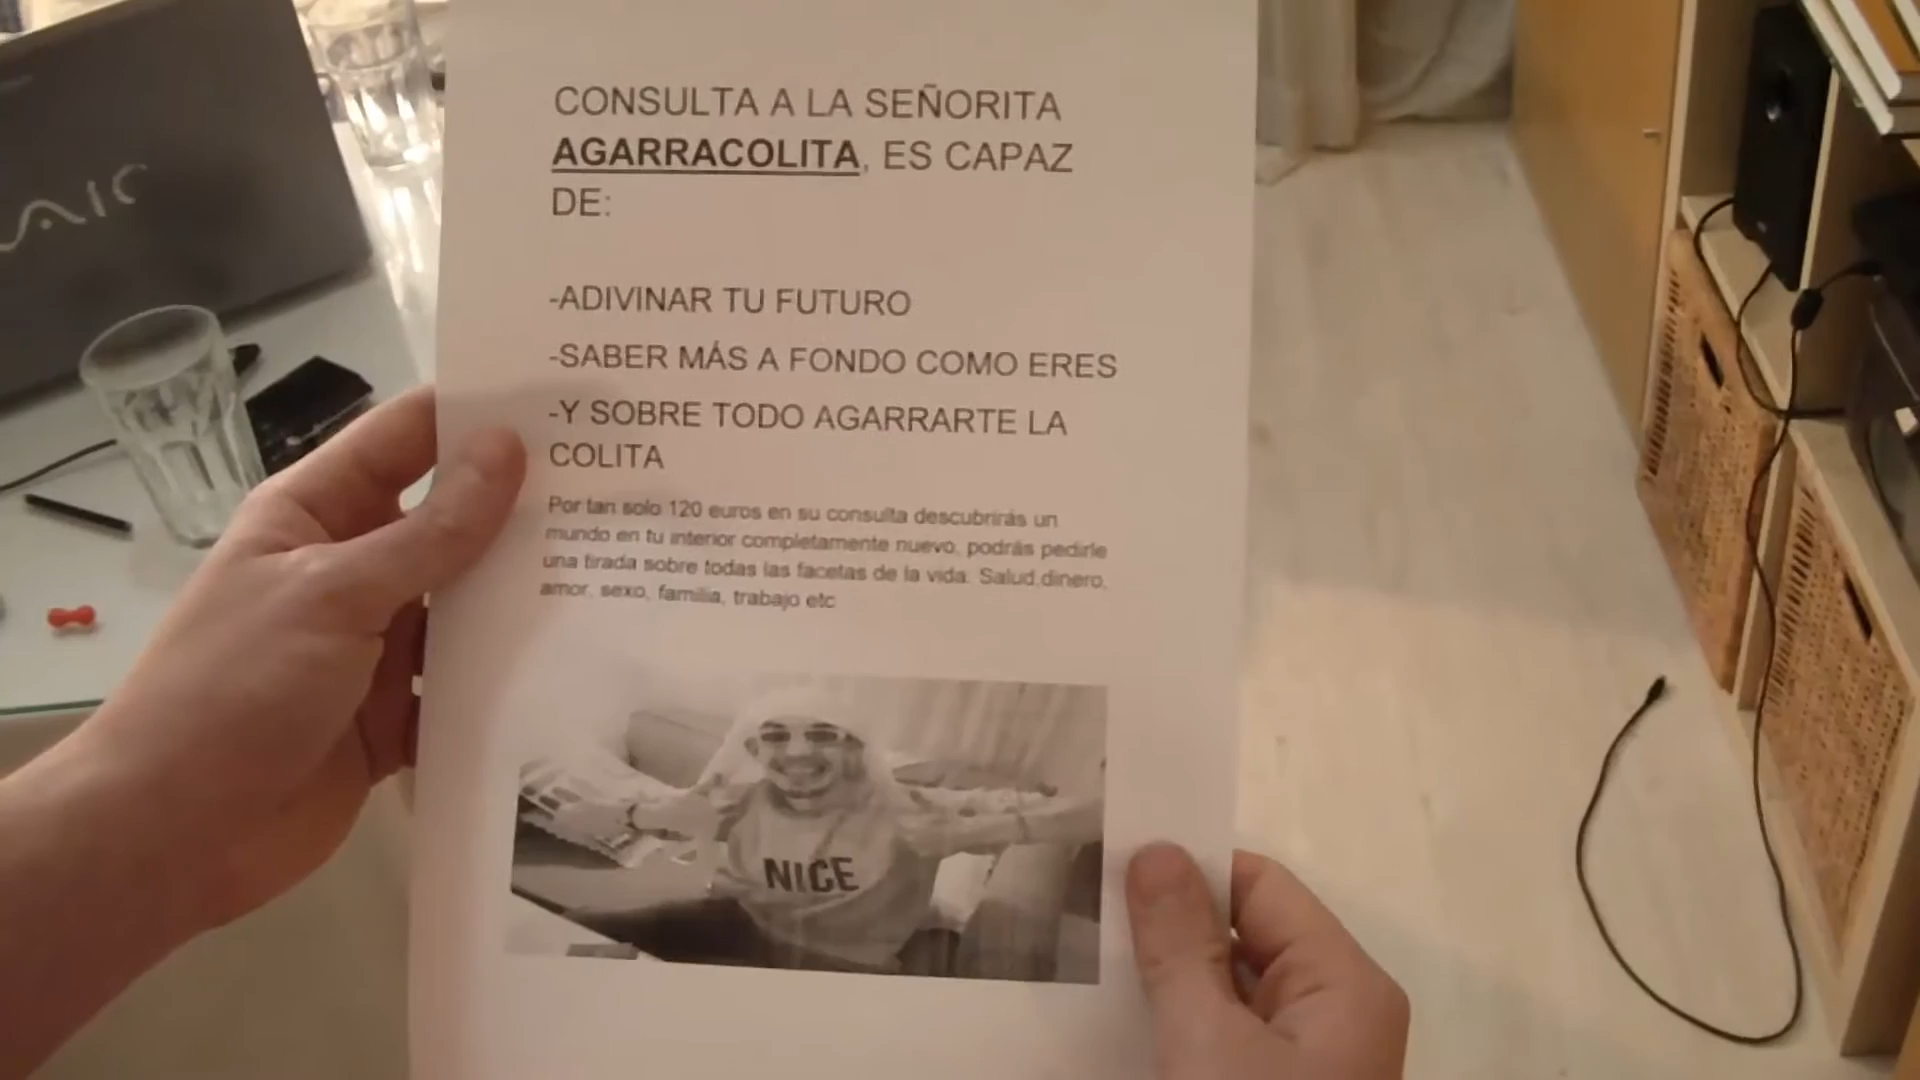 CONSULTA A LA SEÑORITA
AGARRACOLITA, ES CAPAZ
DE:
-ADIVINAR TU FUTURO
-SABER MÁS A FONDO COMO ERES
-Y SOBRE TODO AGARRARTE LA
COLITA
Por tan solo 120 euros en su consulta descubrirás un
mundo en tu interior completamente nuevo, podrás pedirle
una tirada sobre todas las facetas de la vida: Salud,dinero,
amor, sexo, familia, trabajo etc
NICE